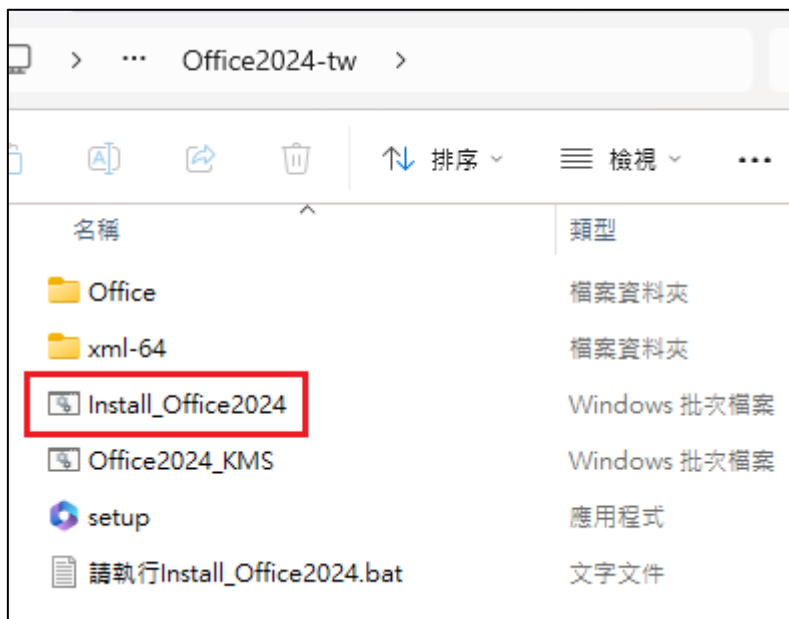 Office2024-tw
排序 檢視
名稱 類型
Office 檔案資料夾
xml-64 檔案資料夾
Install_Office2024 Windows 批次檔案
Office2024_KMS Windows 批次檔案
setup 應用程式
請執行Install_Office2024.bat 文字文件